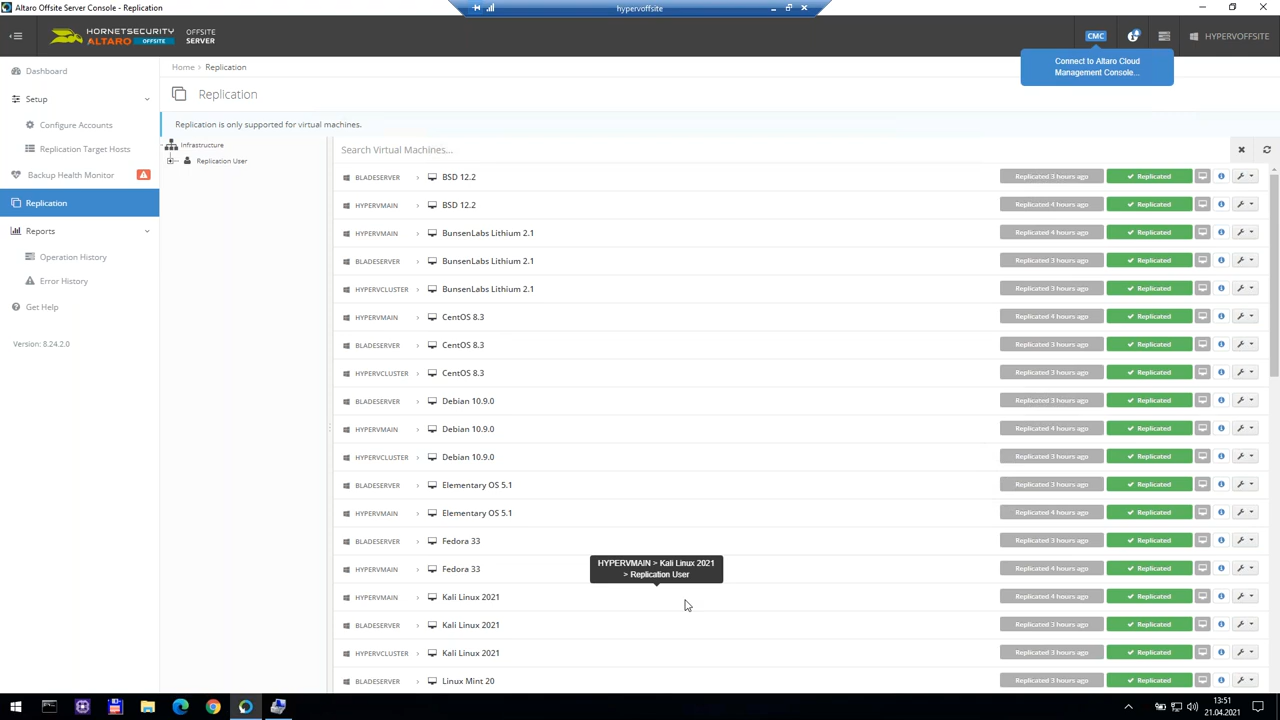 Altaro Offsite Server Console - Replication
hypervoffsite
HORNETSECURITY
ALTARO OFFSITE
OFFSITE
SERVER
CMC
HYPERVOFFSITE
Connect to Altaro Cloud
Management Console...
Dashboard
Setup
Configure Accounts
Replication Target Hosts
Backup Health Monitor
Replication
Reports
Operation History
Error History
Get Help
Version: 8.24.2.0
Home > Replication
Replication
Replication is only supported for virtual machines.
Infrastructure
Replication User
Search Virtual Machines...
BLADESERVER > BSD 12.2 Replicated 3 hours ago Replicated
HYPERVMAIN > BSD 12.2 Replicated 4 hours ago Replicated
HYPERVMAIN > BunsenLabs Lithium 2.1 Replicated 4 hours ago Replicated
BLADESERVER > BunsenLabs Lithium 2.1 Replicated 3 hours ago Replicated
HYPERVCLUSTER > BunsenLabs Lithium 2.1 Replicated 3 hours ago Replicated
HYPERVMAIN > CentOS 8.3 Replicated 4 hours ago Replicated
BLADESERVER > CentOS 8.3 Replicated 3 hours ago Replicated
HYPERVCLUSTER > CentOS 8.3 Replicated 3 hours ago Replicated
BLADESERVER > Debian 10.9.0 Replicated 3 hours ago Replicated
HYPERVMAIN > Debian 10.9.0 Replicated 4 hours ago Replicated
HYPERVCLUSTER > Debian 10.9.0 Replicated 3 hours ago Replicated
BLADESERVER > Elementary OS 5.1 Replicated 3 hours ago Replicated
HYPERVMAIN > Elementary OS 5.1 Replicated 4 hours ago Replicated
BLADESERVER > Fedora 33 Replicated 3 hours ago Replicated
HYPERVMAIN > Fedora 33 Replicated 4 hours ago Replicated
HYPERVMAIN > Kali Linux 2021
> Replication User
HYPERVMAIN > Kali Linux 2021 Replicated 4 hours ago Replicated
BLADESERVER > Kali Linux 2021 Replicated 3 hours ago Replicated
HYPERVCLUSTER > Kali Linux 2021 Replicated 3 hours ago Replicated
BLADESERVER > Linux Mint 20 Replicated 3 hours ago Replicated
13:51
21.04.2021